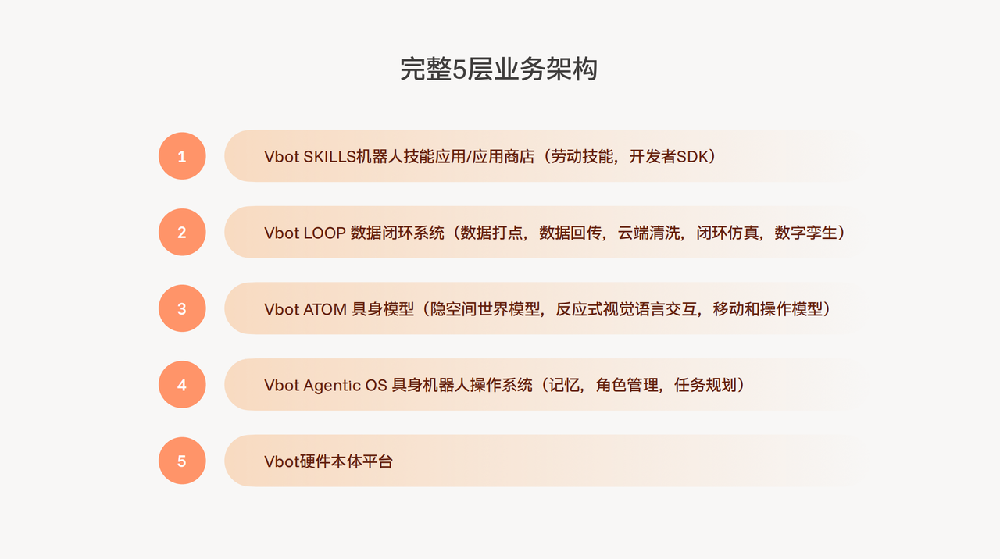 完整5层业务架构
1
Vbot SKILLS机器人技能应用/应用商店（劳动技能，开发者SDK）
2
Vbot LOOP 数据闭环系统（数据打点，数据回传，云端清洗，闭环仿真，数字孪生）
3
Vbot ATOM 具身模型（隐空间世界模型，反应式视觉语言交互，移动和操作模型）
4
Vbot Agentic OS 具身机器人操作系统（记忆，角色管理，任务规划）
5
Vbot硬件本体平台